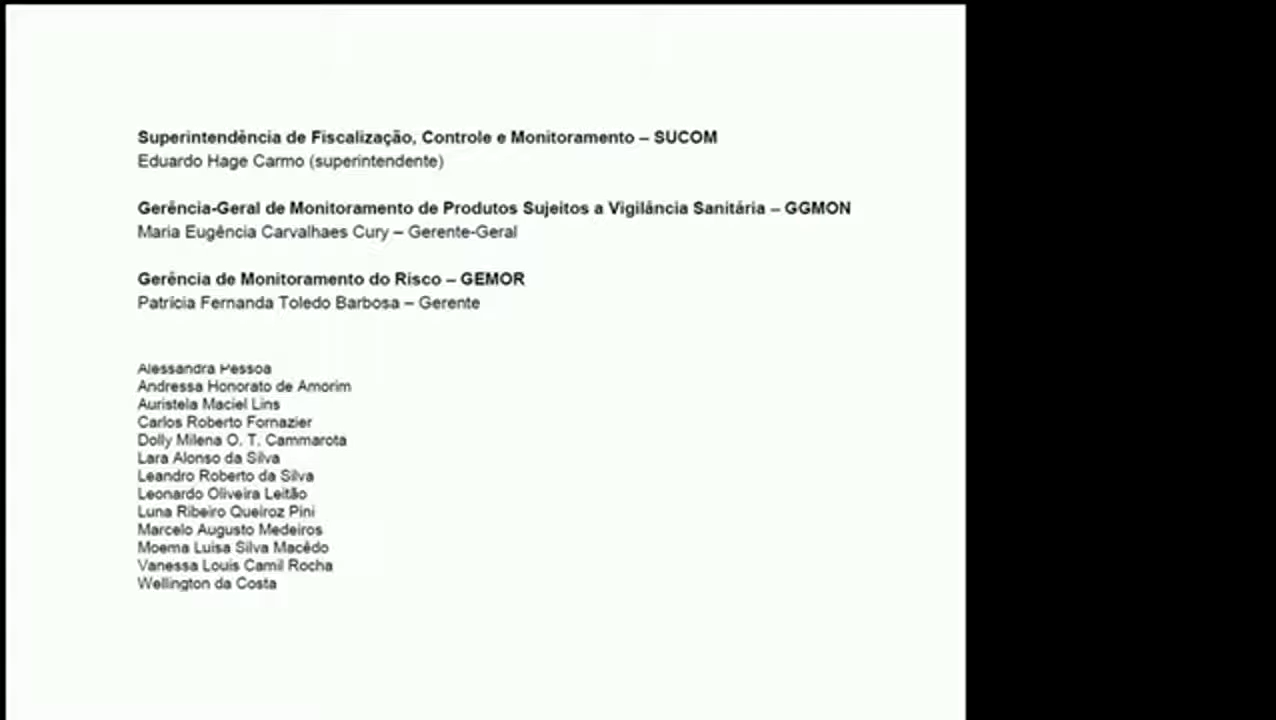 Superintendência de Fiscalização, Controle e Monitoramento – SUCOM
Eduardo Hage Carmo (superintendente)
Gerência-Geral de Monitoramento de Produtos Sujeitos a Vigilância Sanitária – GGMON
Maria Eugência Carvalhaes Cury – Gerente-Geral
Gerência de Monitoramento do Risco – GEMOR
Patrícia Fernanda Toledo Barbosa – Gerente
Alessandra Pessoa
Andressa Honorato de Amorim
Auristela Maciel Lins
Carlos Roberto Fornazier
Dolly Milena O. T. Cammarota
Lara Alonso da Silva
Leandro Roberto da Silva
Leonardo Oliveira Leitão
Luna Ribeiro Queiroz Pini
Marcelo Augusto Medeiros
Moema Luisa Silva Macêdo
Vanessa Louis Camil Rocha
Wellington da Costa